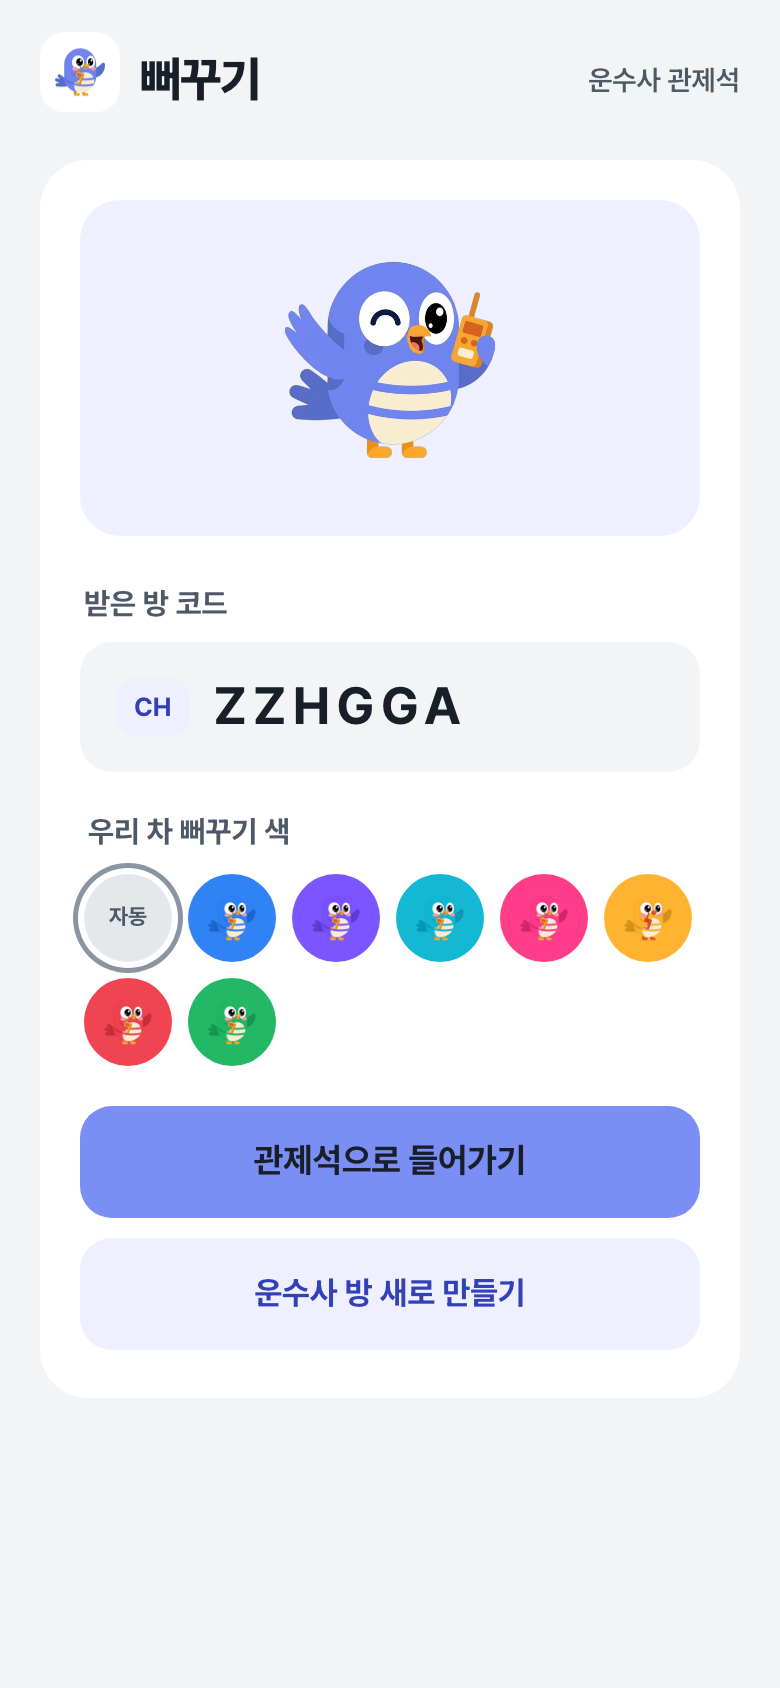 뻐꾸기
운수사 관제석
받은 방 코드
CH ZZHGGA
우리 차 뻐꾸기 색
자동
관제석으로 들어가기
운수사 방 새로 만들기